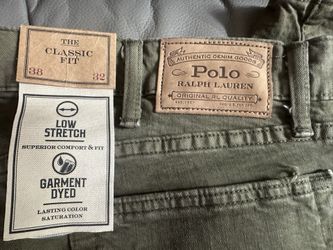 THE
CLASSIC
FIT
38 32
LOW
STRETCH
SUPERIOR COMFORT & FIT
GARMENT
DYED
LASTING COLOR
SATURATION
AUTHENTIC DENIM GOODS
Polo
RALPH LAUREN
ORIGINAL RL QUALITY